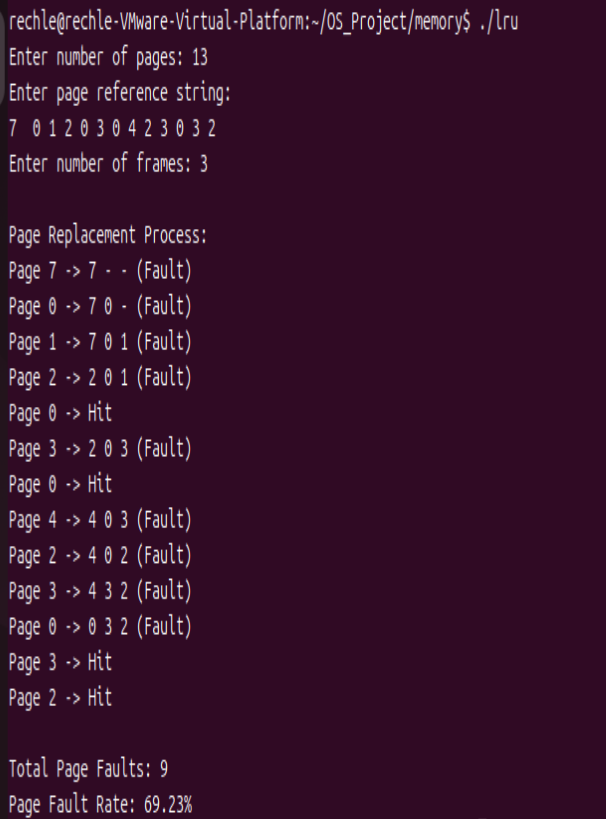 rechle@rechle-VMware-Virtual-Platform:~/OS_Project/memory$ ./lru
Enter number of pages: 13
Enter page reference string:
7  0 1 2 0 3 0 4 2 3 0 3 2
Enter number of frames: 3

Page Replacement Process:
Page 7 -> 7 - - (Fault)
Page 0 -> 7 0 - (Fault)
Page 1 -> 7 0 1 (Fault)
Page 2 -> 2 0 1 (Fault)
Page 0 -> Hit
Page 3 -> 2 0 3 (Fault)
Page 0 -> Hit
Page 4 -> 4 0 3 (Fault)
Page 2 -> 4 0 2 (Fault)
Page 3 -> 4 3 2 (Fault)
Page 0 -> 0 3 2 (Fault)
Page 3 -> Hit
Page 2 -> Hit

Total Page Faults: 9
Page Fault Rate: 69.23%